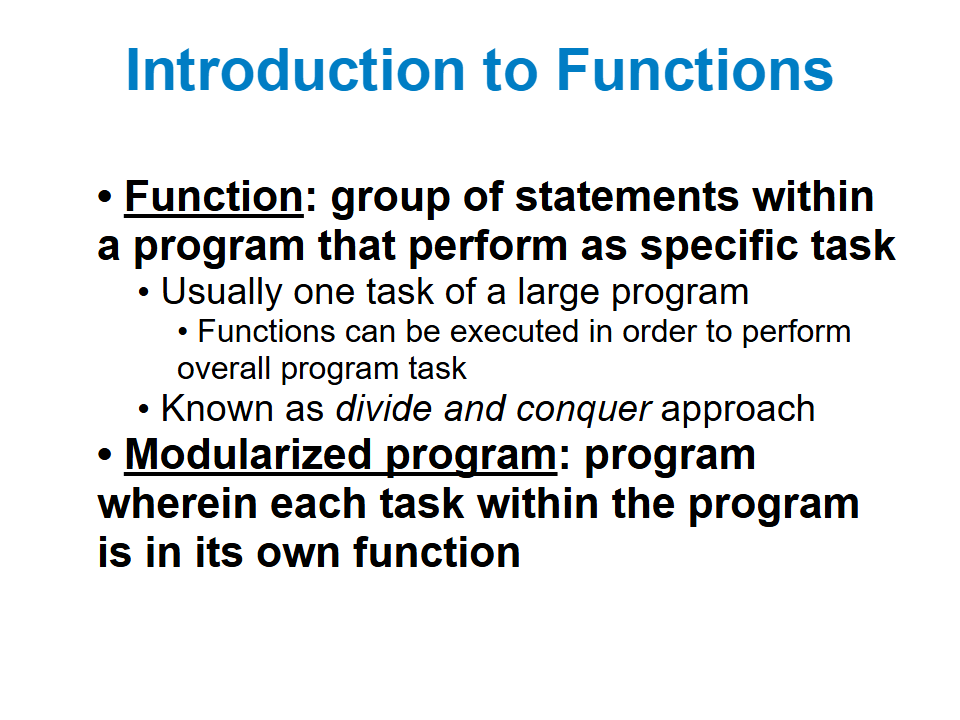 Introduction to Functions
• Function: group of statements within
a program that perform as specific task
• Usually one task of a large program
• Functions can be executed in order to perform
overall program task
• Known as divide and conquer approach
• Modularized program: program
wherein each task within the program
is in its own function